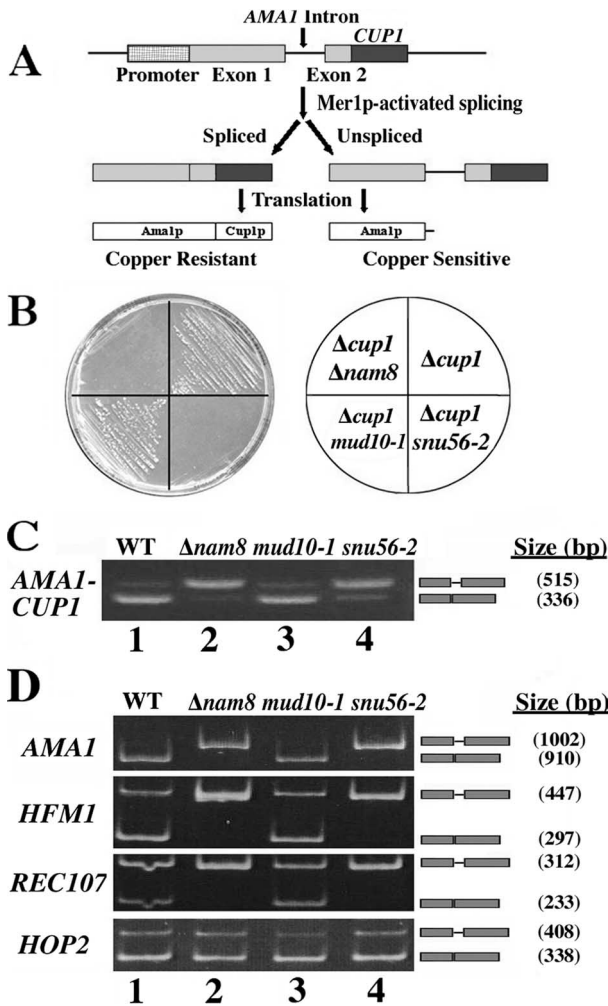 AMA1 Intron
CUP1
A
Promoter Exon 1 Exon 2
Mer1p-activated splicing
Spliced Unspliced
Translation
Ama1p Cup1p Ama1p
Copper Resistant Copper Sensitive
B
Δcup1 Δnam8
Δcup1
Δcup1 mud10-1
Δcup1 snu56-2
C
WT Δnam8 mud10-1 snu56-2 Size (bp)
AMA1-CUP1
(515)
(336)
1 2 3 4
D
WT Δnam8 mud10-1 snu56-2 Size (bp)
AMA1
(1002)
(910)
HFM1
(447)
(297)
REC107
(312)
(233)
HOP2
(408)
(338)
1 2 3 4